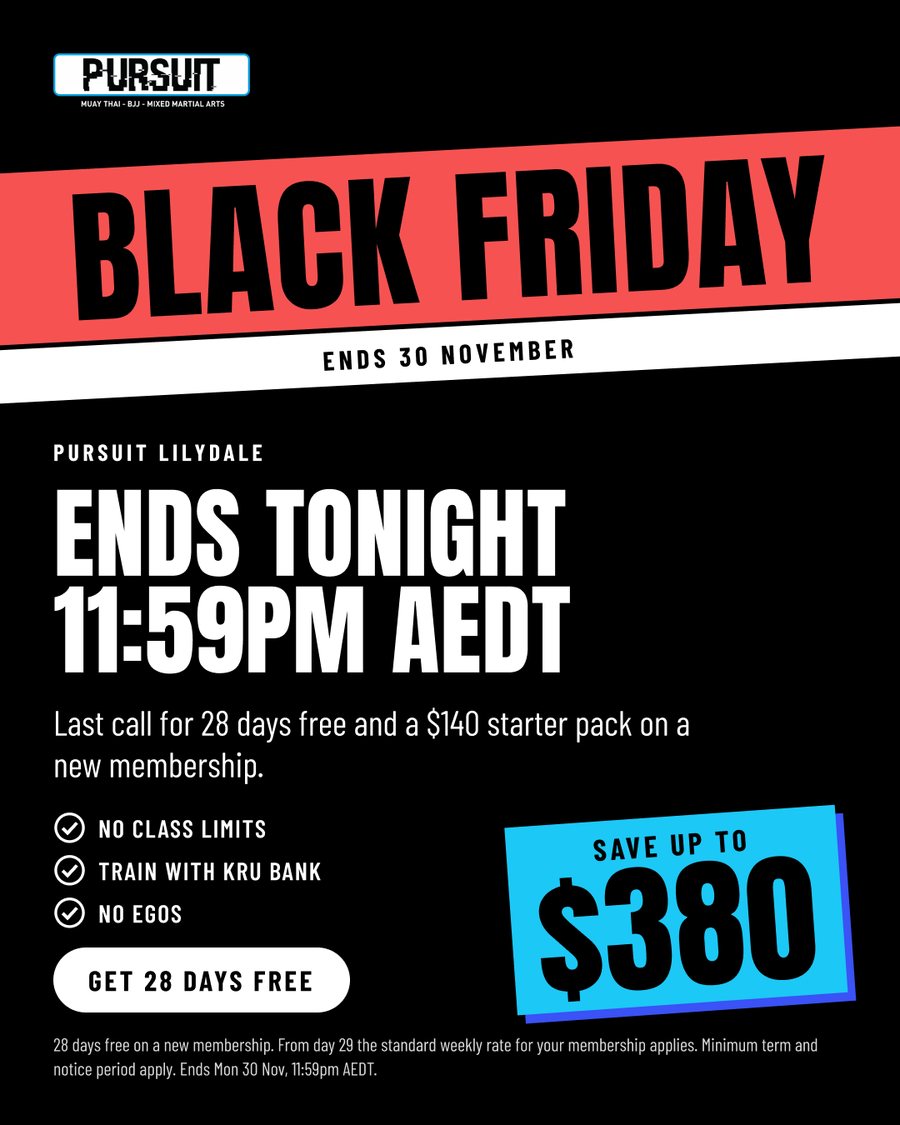 PURSUIT
MUAY THAI - BJJ - MIXED MARTIAL ARTS
BLACK FRIDAY
ENDS 30 NOVEMBER
PURSUIT LILYDALE
ENDS TONIGHT
11:59PM AEDT
Last call for 28 days free and a $140 starter pack on a
new membership.
NO CLASS LIMITS
TRAIN WITH KRU BANK
NO EGOS
SAVE UP TO
$380
GET 28 DAYS FREE
28 days free on a new membership. From day 29 the standard weekly rate for your membership applies. Minimum term and
notice period apply. Ends Mon 30 Nov, 11:59pm AEDT.